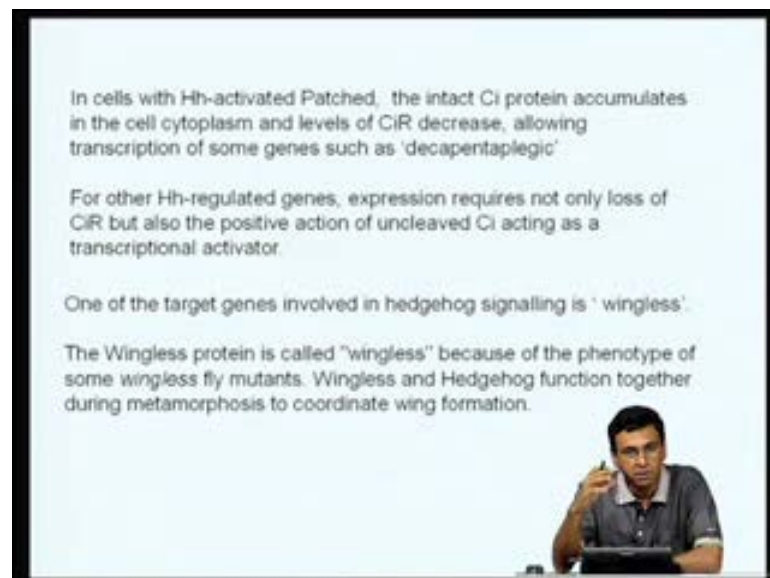 In cells with Hh-activated Patched, the intact Ci protein accumulates
in the cell cytoplasm and levels of CiR decrease, allowing
transcription of some genes such as 'decapentaplegic'
For other Hh-regulated genes, expression requires not only loss of
CiR but also the positive action of uncleaved Ci acting as a
transcriptional activator.
One of the target genes involved in hedgehog signalling is ' wingless'.
The Wingless protein is called "wingless" because of the phenotype of
some wingless fly mutants. Wingless and Hedgehog function together
during metamorphosis to coordinate wing formation.